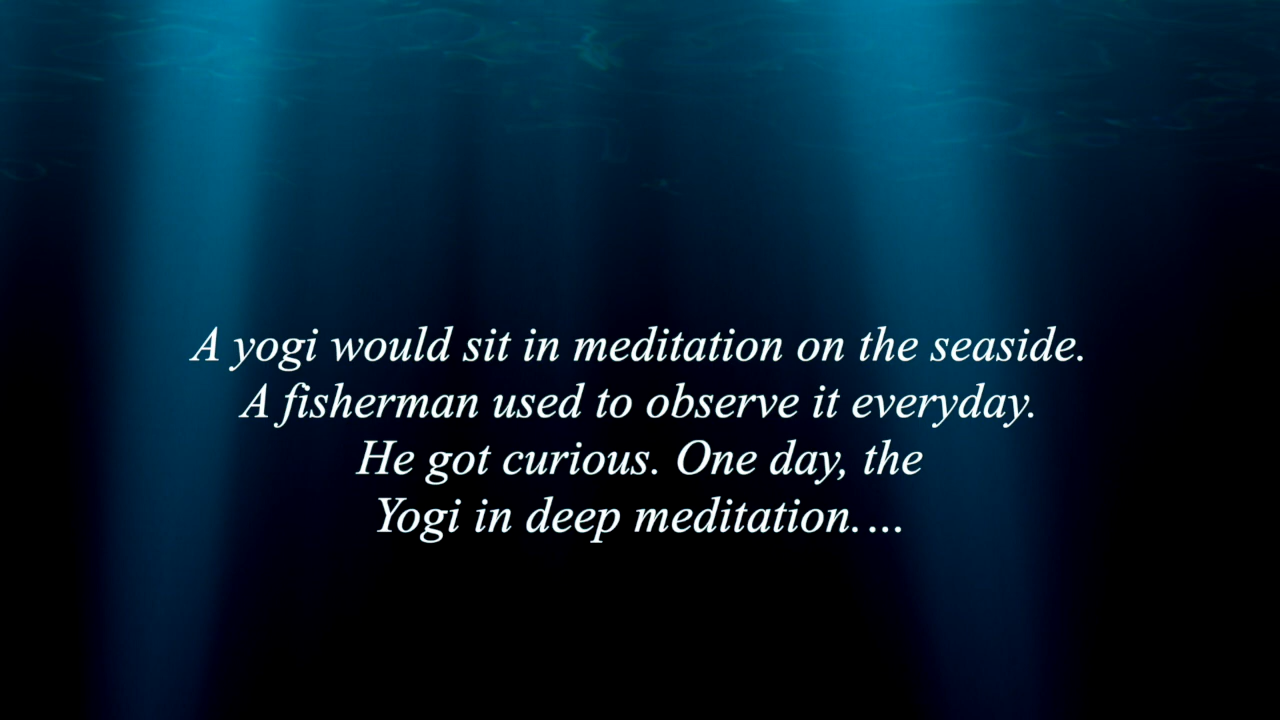 A yogi would sit in meditation on the seaside.
A fisherman used to observe it everyday.
He got curious. One day, the
Yogi in deep meditation. ...